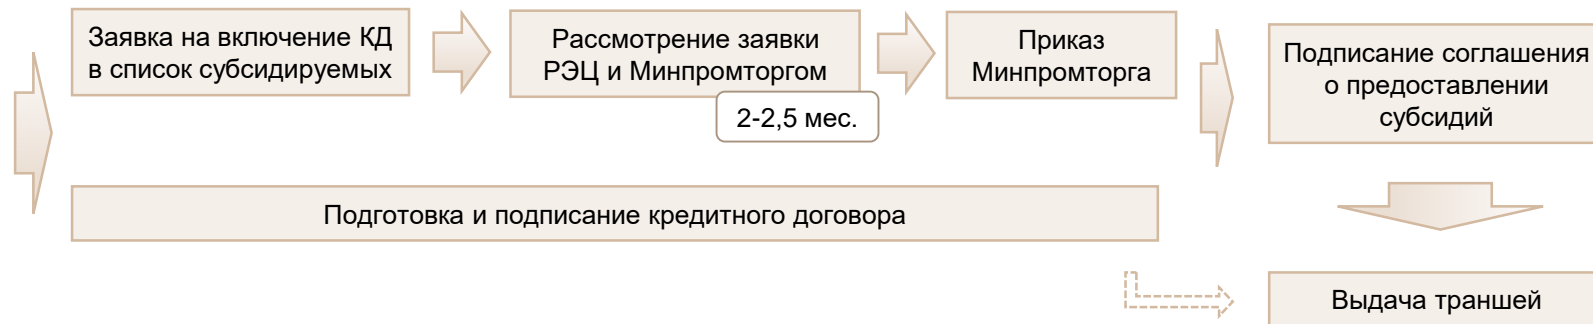 Заявка на включение КД
в список субсидируемых
Рассмотрение заявки
РЭЦ и Минпромторгом
2-2,5 мес.
Приказ
Минпромторга
Подписание соглашения
о предоставлении
субсидий
Подготовка и подписание кредитного договора
Выдача траншей